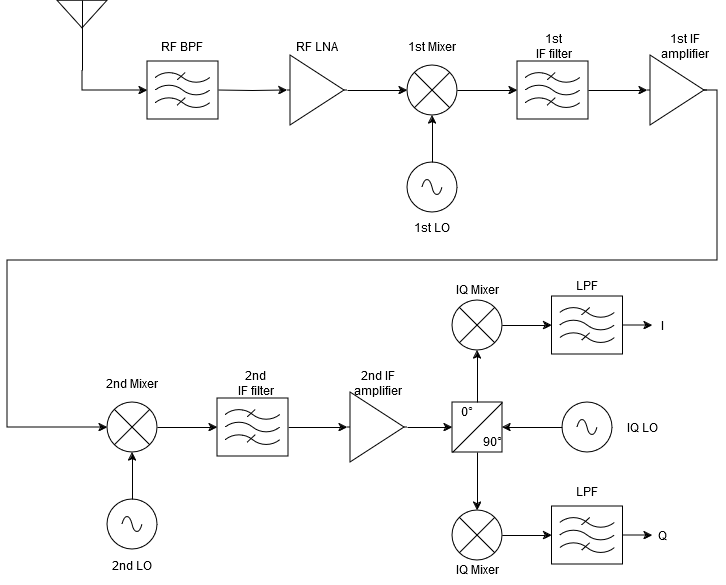 RF BPF
RF LNA
1st Mixer
1st
IF filter
1st IF
amplifier
1st LO
IQ Mixer
LPF
I
2nd Mixer
2nd
IF filter
2nd IF
amplifier
0°
90°
IQ LO
2nd LO
LPF
Q
IQ Mixer